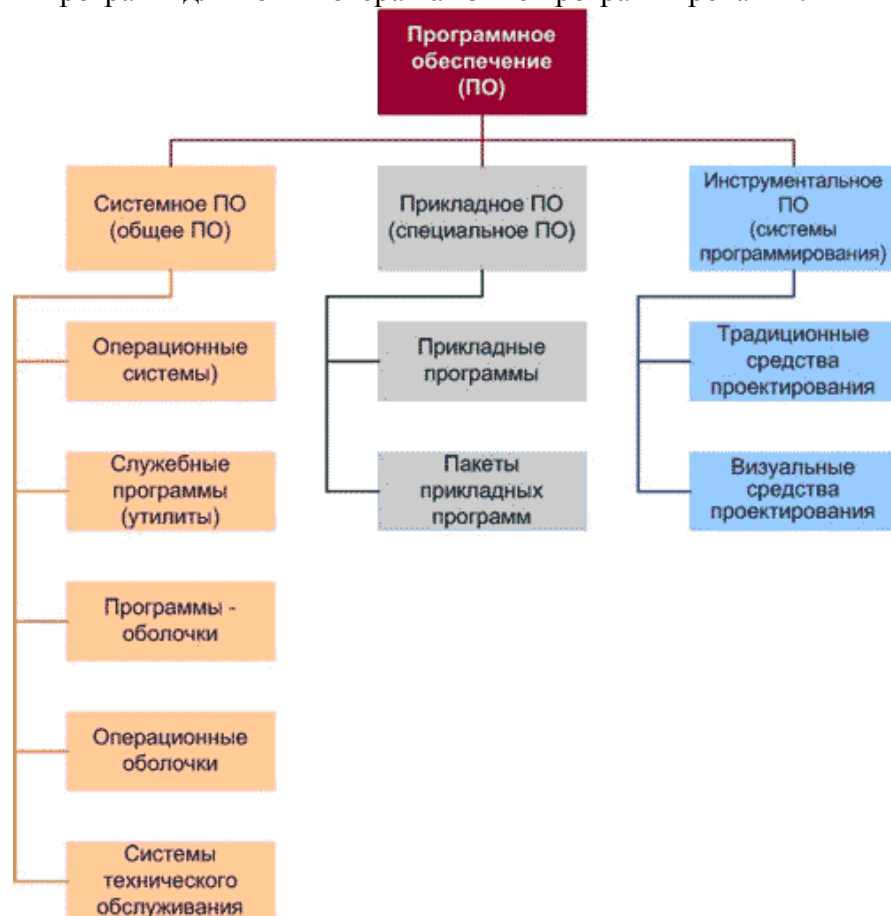 Программное
обеспечение
(ПО)
Системное ПО
(общее ПО)
Прикладное ПО
(специальное ПО)
Инструментальное
ПО
(системы
программирования)
Операционные
системы)
Прикладные
программы
Традиционные
средства
проектирования
Служебные
программы
(утилиты)
Пакеты
прикладных
программ
Визуальные
средства
проектирования
Программы -
оболочки
Операционные
оболочки
Системы
технического
обслуживания